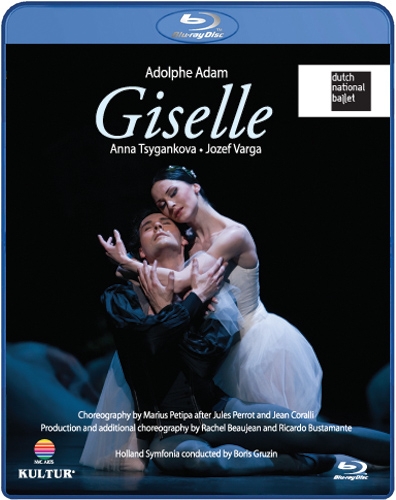 Blu-ray Disc
Adolphe Adam
dutch
national
ballet
Giselle
Anna Tsygankova • Jozef Varga
Choreography by Marius Petipa after Jules Perrot and Jean Coralli
Production and additional choreography by Rachel Beaujean and Ricardo Bustamante
Holland Symfonia conducted by Boris Gruzin
NVC ARTS
KULTUR
Blu-ray Disc